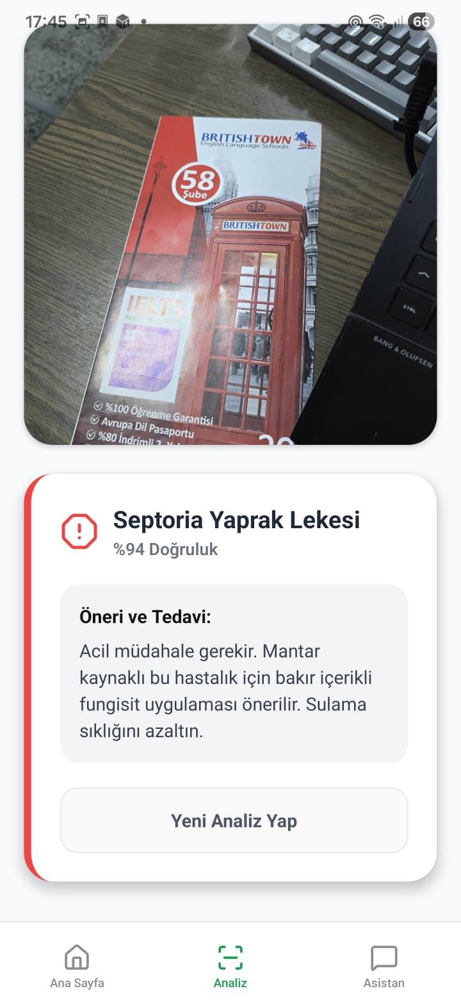 17:45
66
BRITISHTOWN
English Language Schools
58
Şube
BRITISHTOWN
IELTS
Partner
%100 Öğrenme Garantisi
Avrupa Dil Pasaportu
%80 İndirimli 2.
CTRL
BANG & OLUFSEN
Septoria Yaprak Lekesi
%94 Doğruluk
Öneri ve Tedavi:
Acil müdahale gerekir. Mantar
kaynaklı bu hastalık için bakır içerikli
fungisit uygulaması önerilir. Sulama
sıklığını azaltın.
Yeni Analiz Yap
Ana Sayfa
Analiz
Asistan